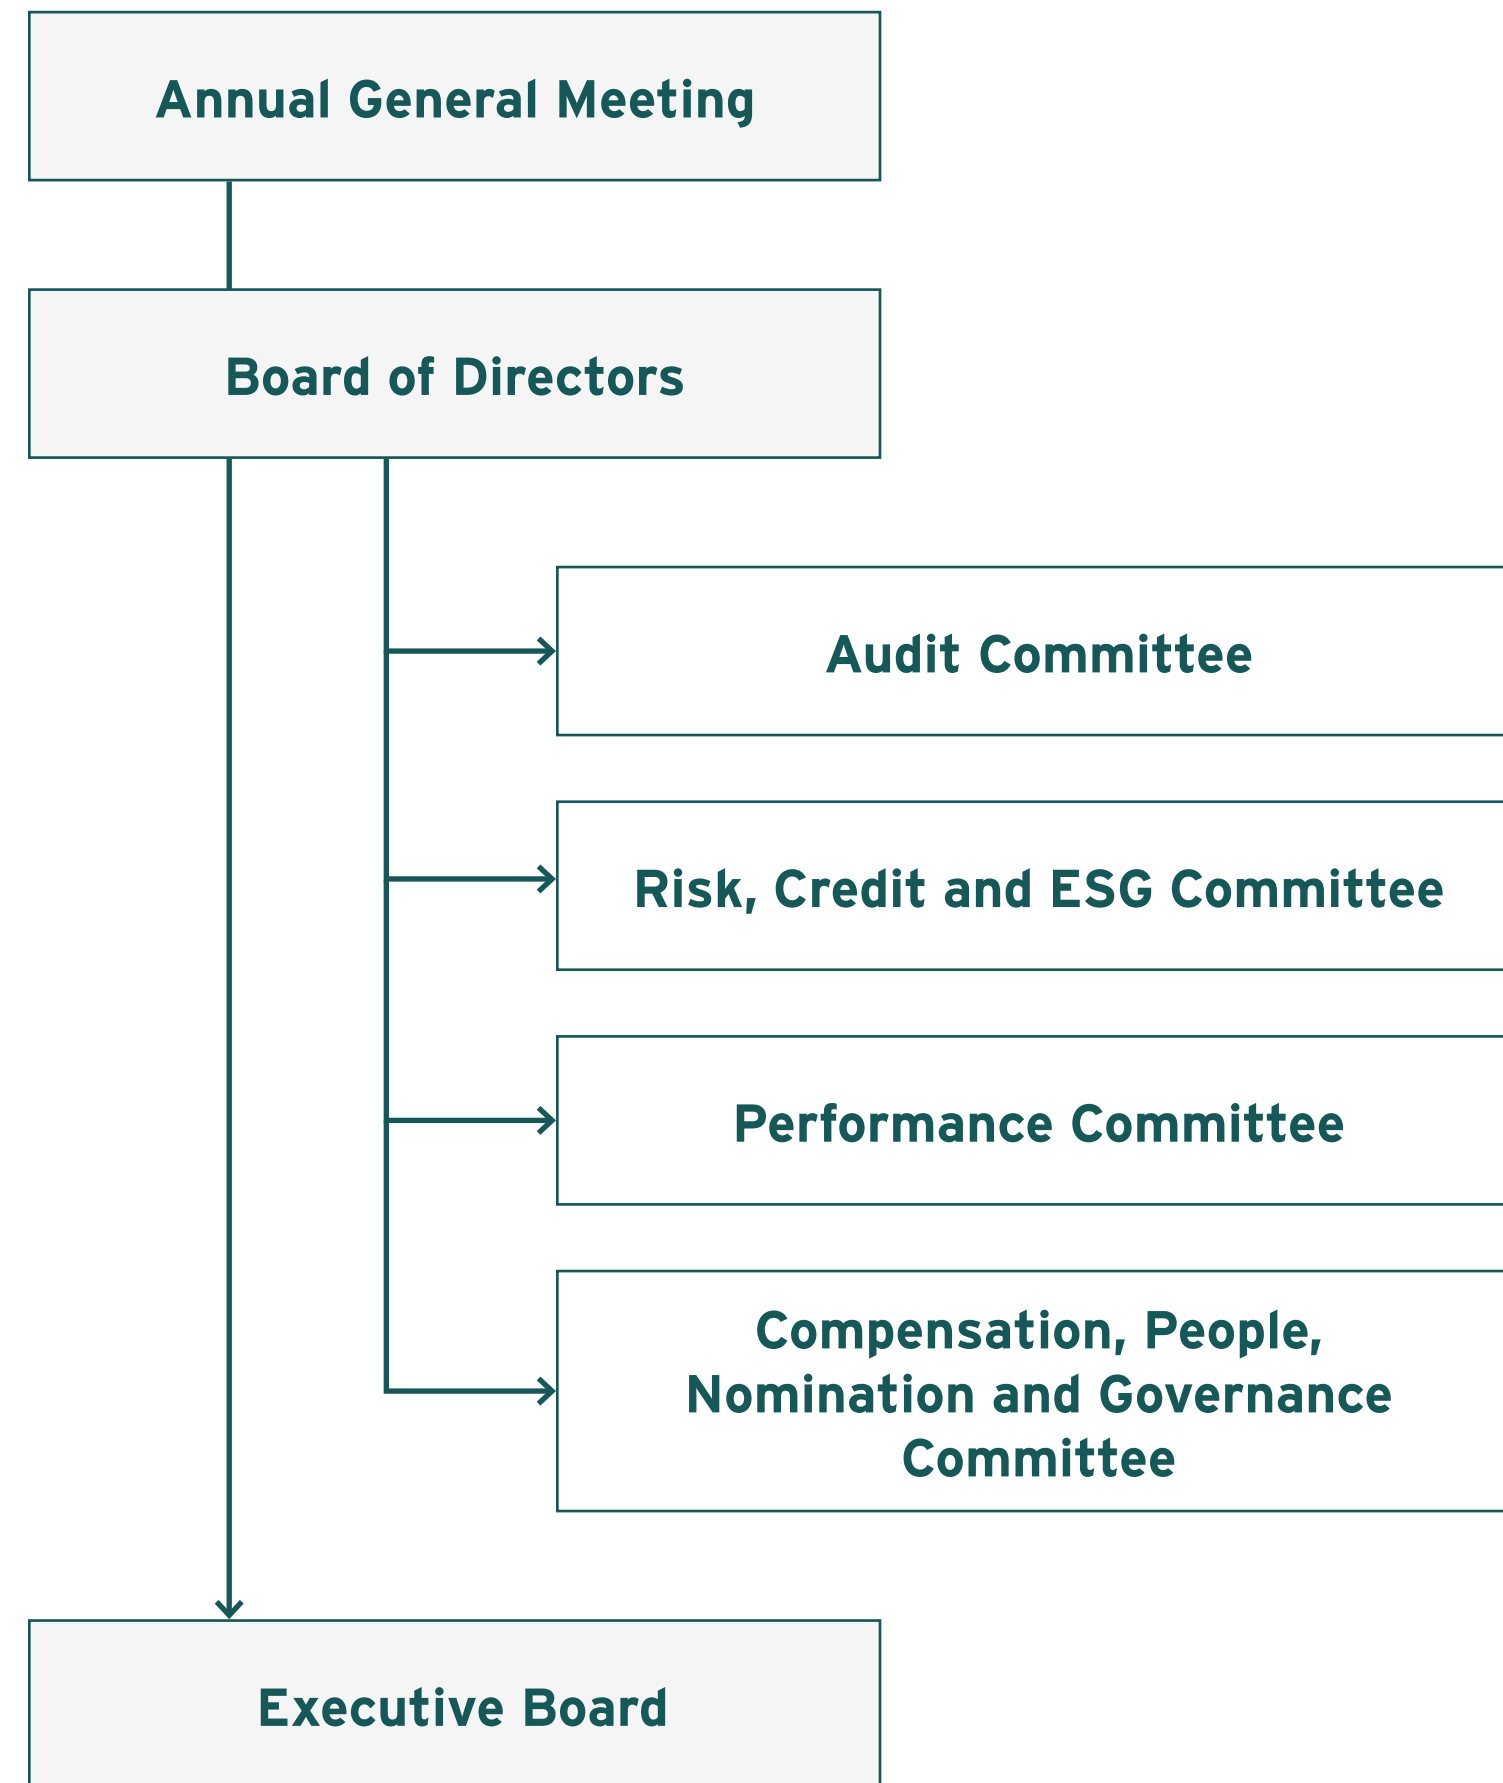 Annual General Meeting
Board of Directors
Audit Committee
Risk, Credit and ESG Committee
Performance Committee
Compensation, People,
Nomination and Governance
Committee
Executive Board